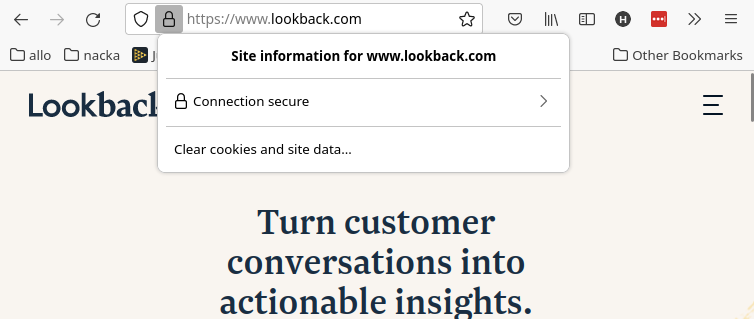 https://www.lookback.com
allo
nacka
Other Bookmarks
Site information for www.lookback.com
Connection secure
Clear cookies and site data...
Lookback
Turn customer
conversations into
actionable insights.